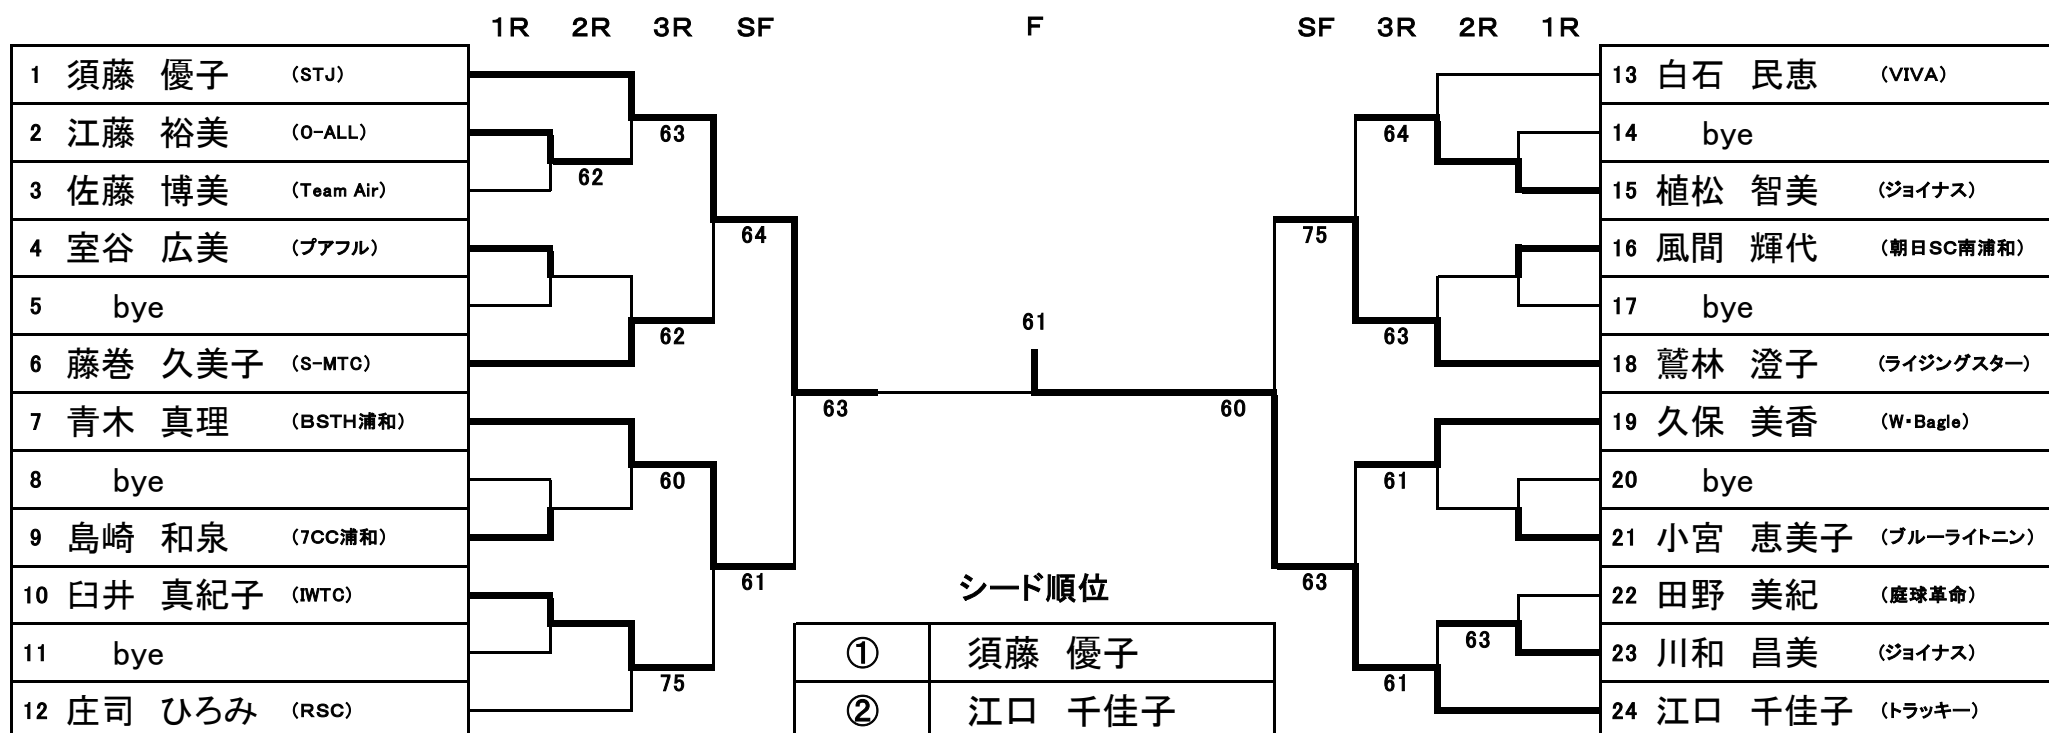 1R 2R 3R SF F SF 3R 2R 1R
1 須藤 優子 (STJ) 13 白石 民恵 (VIVA)
63 64
2 江藤 裕美 (O-ALL) 14 bye
62
3 佐藤 博美 (Team Air) 15 植松 智美 (ジョイナス)
64 75
4 室谷 広美 (プアフル) 16 風間 輝代 (朝日SC南浦和)
5 bye 17 bye
61
62 63
6 藤巻 久美子 (S-MTC) 18 鷲林 澄子 (ライジングスター)
63 60
7 青木 真理 (BSTH浦和) 19 久保 美香 (W・Bagle)
60 61
8 bye 20 bye
9 島崎 和泉 (7CC浦和) 21 小宮 恵美子 (ブルーライトニン)
61 シード順位 63
10 臼井 真紀子 (IWTC) 22 田野 美紀 (庭球革命)
63
11 bye ① 須藤 優子 23 川和 昌美 (ジョイナス)
75 61
12 庄司 ひろみ (RSC) ② 江口 千佳子 24 江口 千佳子 (トラッキー)